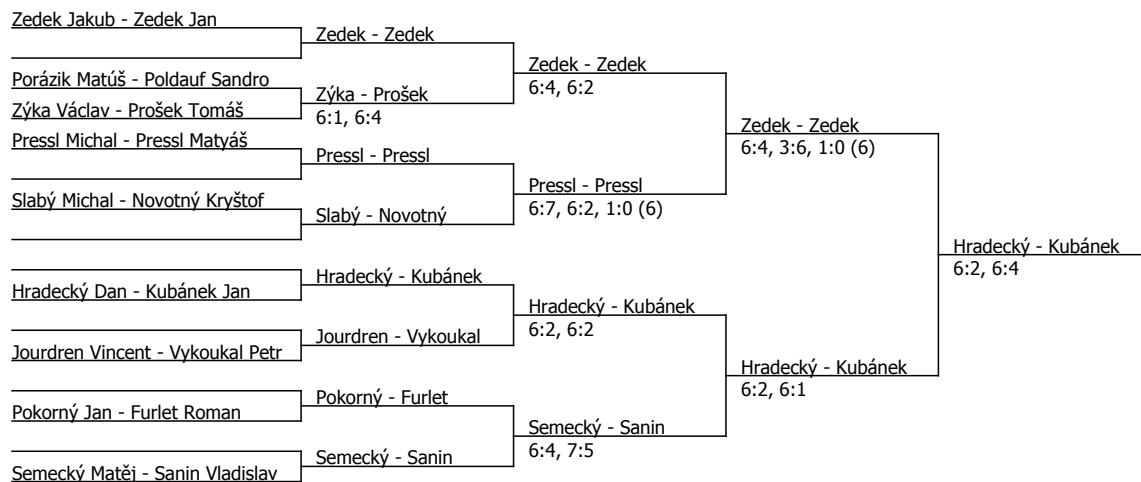 Zedek Jakub - Zedek Jan
Porázik Matúš - Poldauf Sandro
Zýka Václav - Prošek Tomáš
Pressl Michal - Pressl Matyáš
Slabý Michal - Novotný Kryštof
Hradecký Dan - Kubánek Jan
Jourdren Vincent - Vykoukal Petr
Pokorný Jan - Furlet Roman
Semecký Matěj - Sanin Vladislav
Zedek - Zedek
Zýka - Prošek
6:1, 6:4
Pressl - Pressl
Slabý - Novotný
Hradecký - Kubánek
Jourdren - Vykoukal
Pokorný - Furlet
Semecký - Sanin
Zedek - Zedek
6:4, 6:2
Pressl - Pressl
6:7, 6:2, 1:0 (6)
Hradecký - Kubánek
6:2, 6:2
Semecký - Sanin
6:4, 7:5
Zedek - Zedek
6:4, 3:6, 1:0 (6)
Hradecký - Kubánek
6:2, 6:1
Hradecký - Kubánek
6:2, 6:4